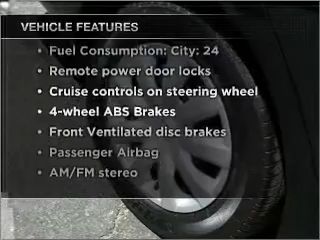 VEHICLE FEATURES
• Fuel Consumption: City: 24
• Remote power door locks
• Cruise controls on steering wheel
• 4-wheel ABS Brakes
• Front Ventilated disc brakes
• Passenger Airbag
• AM/FM stereo